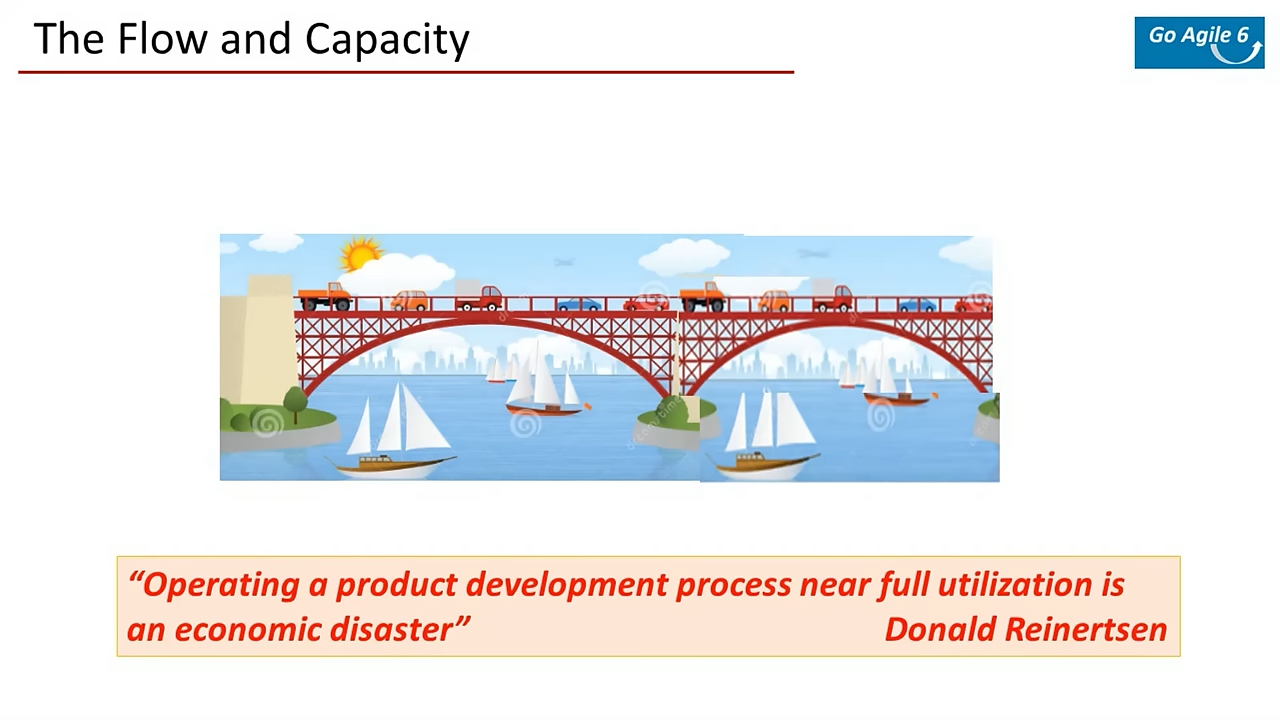 The Flow and Capacity
Go Agile 6
“Operating a product development process near full utilization is
an economic disaster” Donald Reinertsen